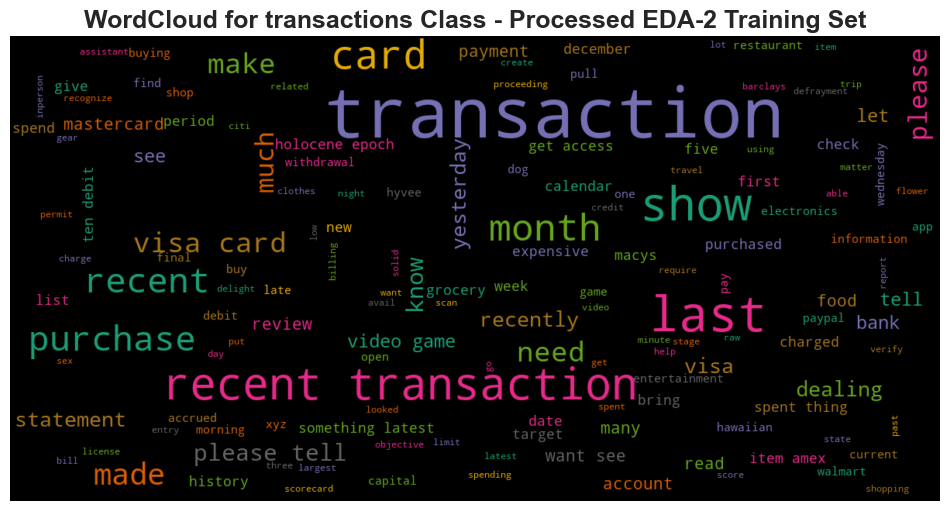 WordCloud for transactions Class - Processed EDA-2 Training Set
assistant
buying
make
card
payment
december
lot
restaurant
item
create
pull
find
give
inperson
related
proceeding
barclays
defrayment
trip
please
recognize
shop
transaction
spend
mastercard
period
citi
let
gear
see
much
holocene epoch
withdrawal
yesterday
get access
five
using
check
wednesday
dog
travel
matter
ten debit
clothes
night
hyvee
calendar
one
first
able
flower
permit
credit
show
electronics
app
visa card
new
low
month
charge
final
billing
solid
expensive
purchased
information
macys
recent
buy
know
require
report
delight
late
want
grocery
week
game
pay
list
avail
scan
video
last
food
tell
debit
review
recently
paypal
bank
purchase
put
video game
minute
stage
raw
charged
verify
day
open
need
help
sex
go
get
visa
recent transaction
entertainment
dealing
bring
statement
accrued
looked
spent
spent thing
past
entry
morning
xyz
something latest
date
many
hawaiian
state
license
objective
limit
target
bill
please tell
want see
three
largest
latest
read
item amex
current
made
history
scorecard
capital
spending
account
score
walmart
shopping